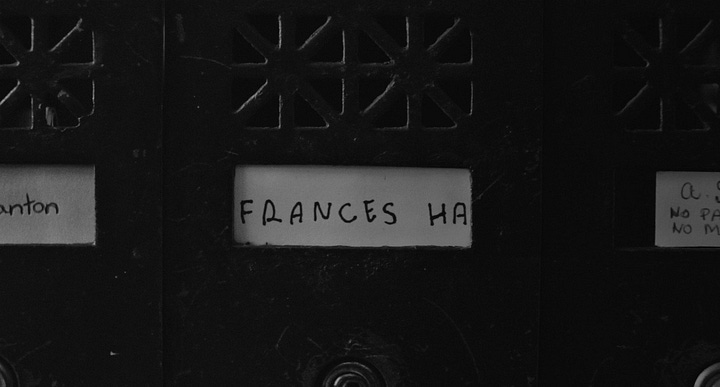 anton
FRANCES HA
a. S
NO PA
NO M